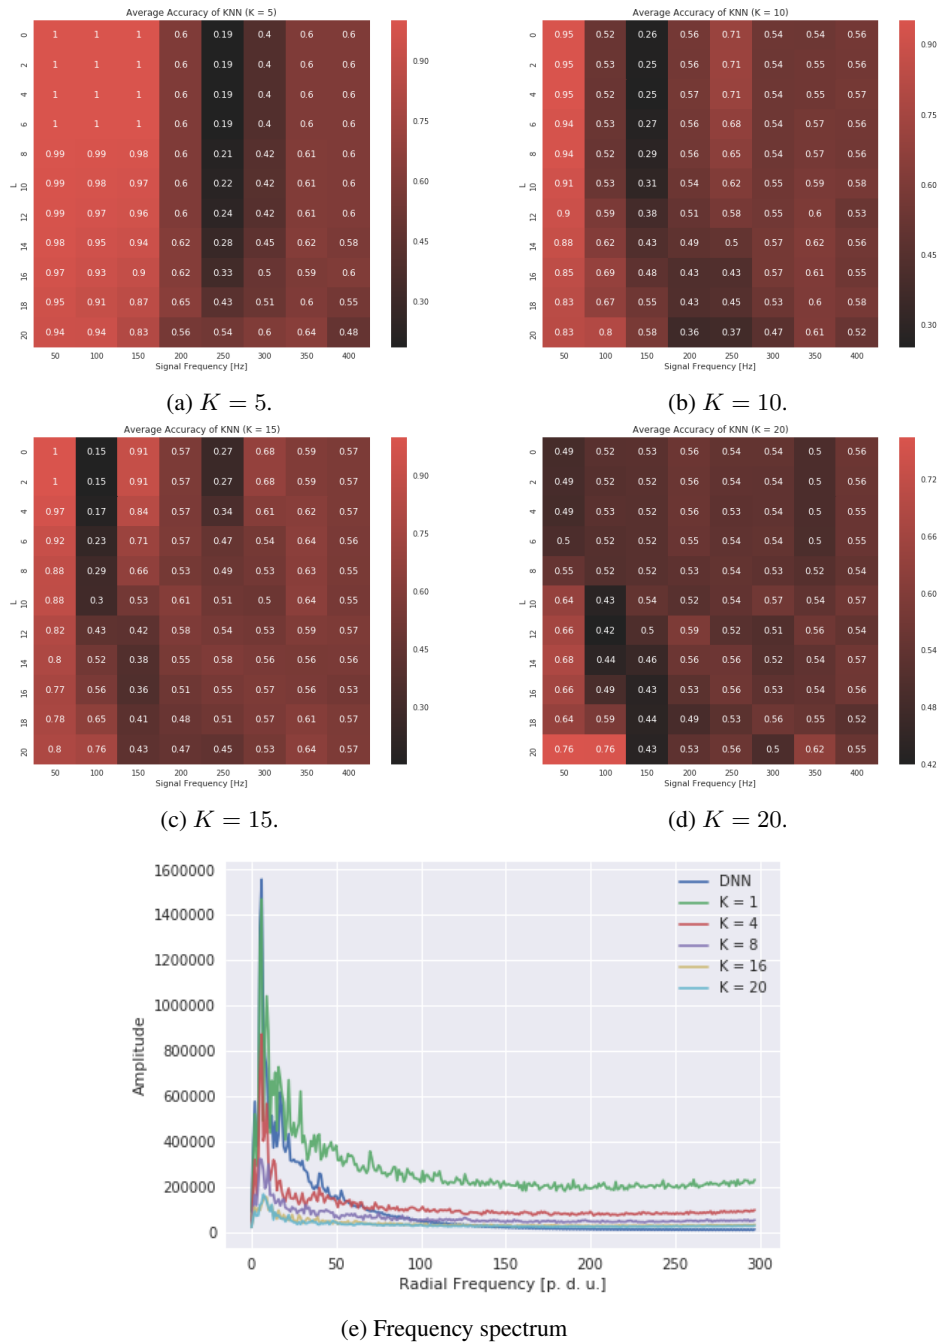 Average Accuracy of KNN (K = 5)
0 1 1 1 0.6 0.19 0.4 0.6 0.6
2 1 1 1 0.6 0.19 0.4 0.6 0.6
4 1 1 1 0.6 0.19 0.4 0.6 0.6
6 1 1 1 0.6 0.19 0.4 0.6 0.6
8 0.99 0.99 0.98 0.6 0.21 0.42 0.61 0.6
10 0.99 0.98 0.97 0.6 0.22 0.42 0.61 0.6
12 0.99 0.97 0.96 0.6 0.24 0.42 0.61 0.6
14 0.98 0.95 0.94 0.62 0.28 0.45 0.62 0.58
16 0.97 0.93 0.9 0.62 0.33 0.5 0.59 0.6
18 0.95 0.91 0.87 0.65 0.43 0.51 0.6 0.55
20 0.94 0.94 0.83 0.56 0.54 0.6 0.64 0.48
L
50 100 150 200 250 300 350 400
Signal Frequency [Hz]
0.90
0.75
0.60
0.45
0.30
(a) K = 5.
Average Accuracy of KNN (K = 10)
0 0.95 0.52 0.26 0.56 0.71 0.54 0.54 0.56
2 0.95 0.53 0.25 0.56 0.71 0.54 0.55 0.56
4 0.95 0.52 0.25 0.57 0.71 0.54 0.55 0.57
6 0.94 0.53 0.27 0.56 0.68 0.54 0.57 0.56
8 0.94 0.52 0.29 0.56 0.65 0.54 0.57 0.56
10 0.91 0.53 0.31 0.54 0.62 0.55 0.59 0.58
12 0.9 0.59 0.38 0.51 0.58 0.55 0.6 0.53
14 0.88 0.62 0.43 0.49 0.5 0.57 0.62 0.56
16 0.85 0.69 0.48 0.43 0.43 0.57 0.61 0.55
18 0.83 0.67 0.55 0.43 0.45 0.53 0.6 0.58
20 0.83 0.8 0.58 0.36 0.37 0.47 0.61 0.52
L
50 100 150 200 250 300 350 400
Signal Frequency [Hz]
0.90
0.75
0.60
0.45
0.30
(b) K = 10.
Average Accuracy of KNN (K = 15)
0 1 0.15 0.91 0.57 0.27 0.68 0.59 0.57
2 1 0.15 0.91 0.57 0.27 0.68 0.59 0.57
4 0.97 0.17 0.84 0.57 0.34 0.61 0.62 0.57
6 0.92 0.23 0.71 0.57 0.47 0.54 0.64 0.56
8 0.88 0.29 0.66 0.53 0.49 0.53 0.63 0.55
10 0.88 0.3 0.53 0.61 0.51 0.5 0.64 0.55
12 0.82 0.43 0.42 0.58 0.54 0.53 0.59 0.57
14 0.8 0.52 0.38 0.55 0.58 0.56 0.56 0.56
16 0.77 0.56 0.36 0.51 0.55 0.57 0.56 0.53
18 0.78 0.65 0.41 0.48 0.51 0.57 0.61 0.57
20 0.8 0.76 0.43 0.47 0.45 0.53 0.64 0.57
L
50 100 150 200 250 300 350 400
Signal Frequency [Hz]
0.90
0.75
0.60
0.45
0.30
(c) K = 15.
Average Accuracy of KNN (K = 20)
0 0.49 0.52 0.53 0.56 0.54 0.54 0.5 0.56
2 0.49 0.52 0.52 0.56 0.54 0.54 0.5 0.56
4 0.49 0.53 0.52 0.56 0.53 0.54 0.5 0.55
6 0.5 0.52 0.52 0.55 0.54 0.54 0.5 0.55
8 0.55 0.52 0.52 0.53 0.54 0.53 0.52 0.54
10 0.64 0.43 0.54 0.52 0.54 0.57 0.54 0.57
12 0.66 0.42 0.5 0.59 0.52 0.51 0.56 0.54
14 0.68 0.44 0.46 0.56 0.56 0.52 0.54 0.57
16 0.66 0.49 0.43 0.53 0.56 0.53 0.54 0.56
18 0.64 0.59 0.44 0.49 0.53 0.56 0.55 0.52
20 0.76 0.76 0.43 0.53 0.56 0.5 0.62 0.55
L
50 100 150 200 250 300 350 400
Signal Frequency [Hz]
0.72
0.66
0.60
0.54
0.48
0.42
(d) K = 20.
1600000
1400000
1200000
1000000
800000
600000
400000
200000
0
Amplitude
DNN
K = 1
K = 4
K = 8
K = 16
K = 20
0 50 100 150 200 250 300
Radial Frequency [p. d. u.]
(e) Frequency spectrum